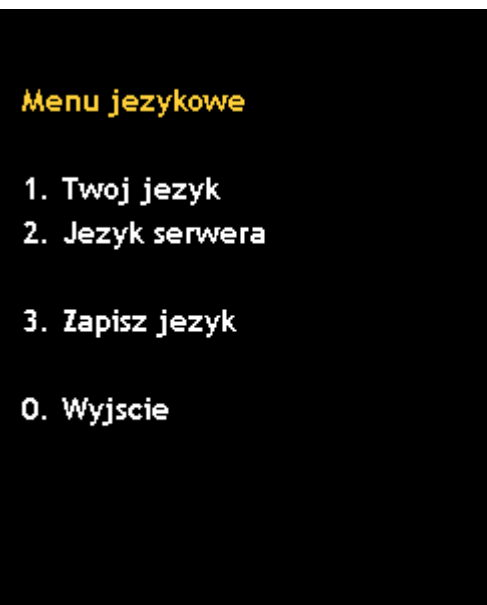 Menu jezykowe
1. Twoj jezyk
2. Jezyk serwera
3. Zapisz jezyk
0. Wyjscie